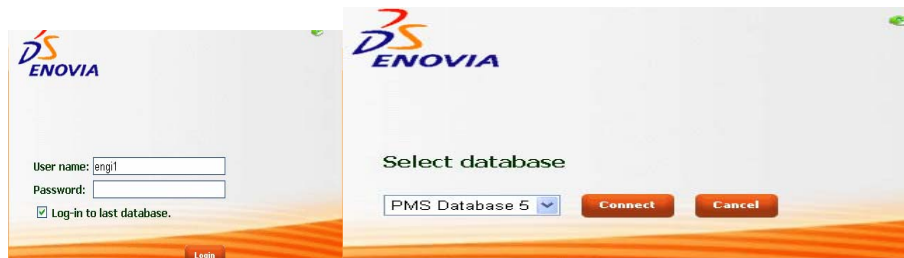 ENOVIA
User name: engi1
Password:
Log-in to last database.
Login
ENOVIA
Select database
PMS Database 5 Connect Cancel